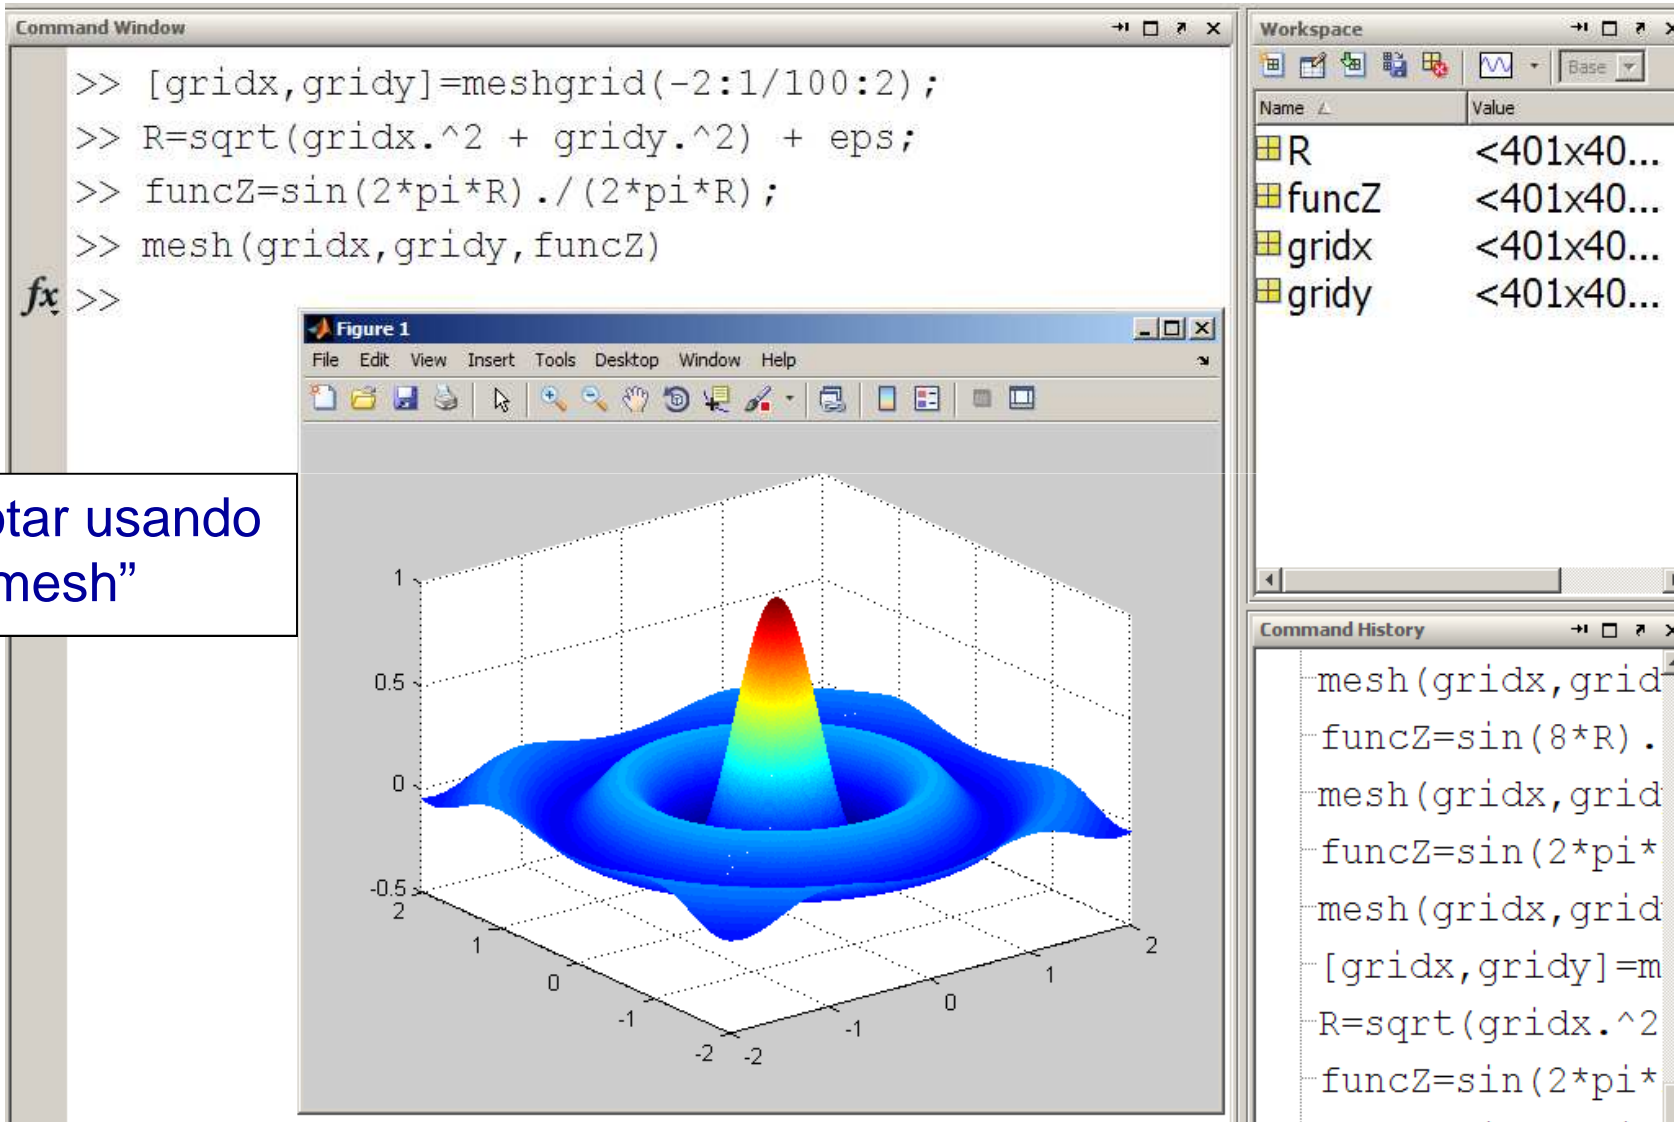 Command Window
>> [gridx,gridy]=meshgrid(-2:1/100:2);
>> R=sqrt(gridx.^2 + gridy.^2) + eps;
>> funcZ=sin(2*pi*R)./(2*pi*R);
>> mesh(gridx,gridy,funcZ)
fx >>
Figure 1
File Edit View Insert Tools Desktop Window Help
otar usando
mesh”
1
0.5
0
-0.5
2
1
0
-1
-2
-2
-1
0
1
2
Workspace
Base
Name Value
R <401x40...
funcZ <401x40...
gridx <401x40...
gridy <401x40...
Command History
mesh(gridx,grid
funcZ=sin(8*R).
mesh(gridx,grid
funcZ=sin(2*pi*
mesh(gridx,grid
[gridx,gridy]=m
R=sqrt(gridx.^2
funcZ=sin(2*pi*